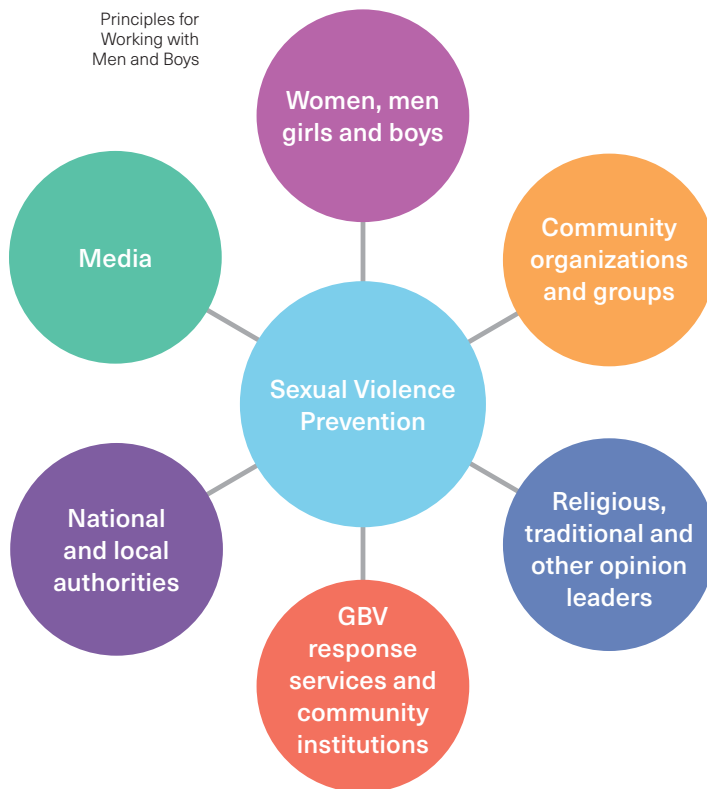 Principles for
Working with
Men and Boys
Women, men
girls and boys
Media
Community
organizations
and groups
Sexual Violence
Prevention
National
and local
authorities
Religious,
traditional and
other opinion
leaders
GBV
response
services and
community
institutions